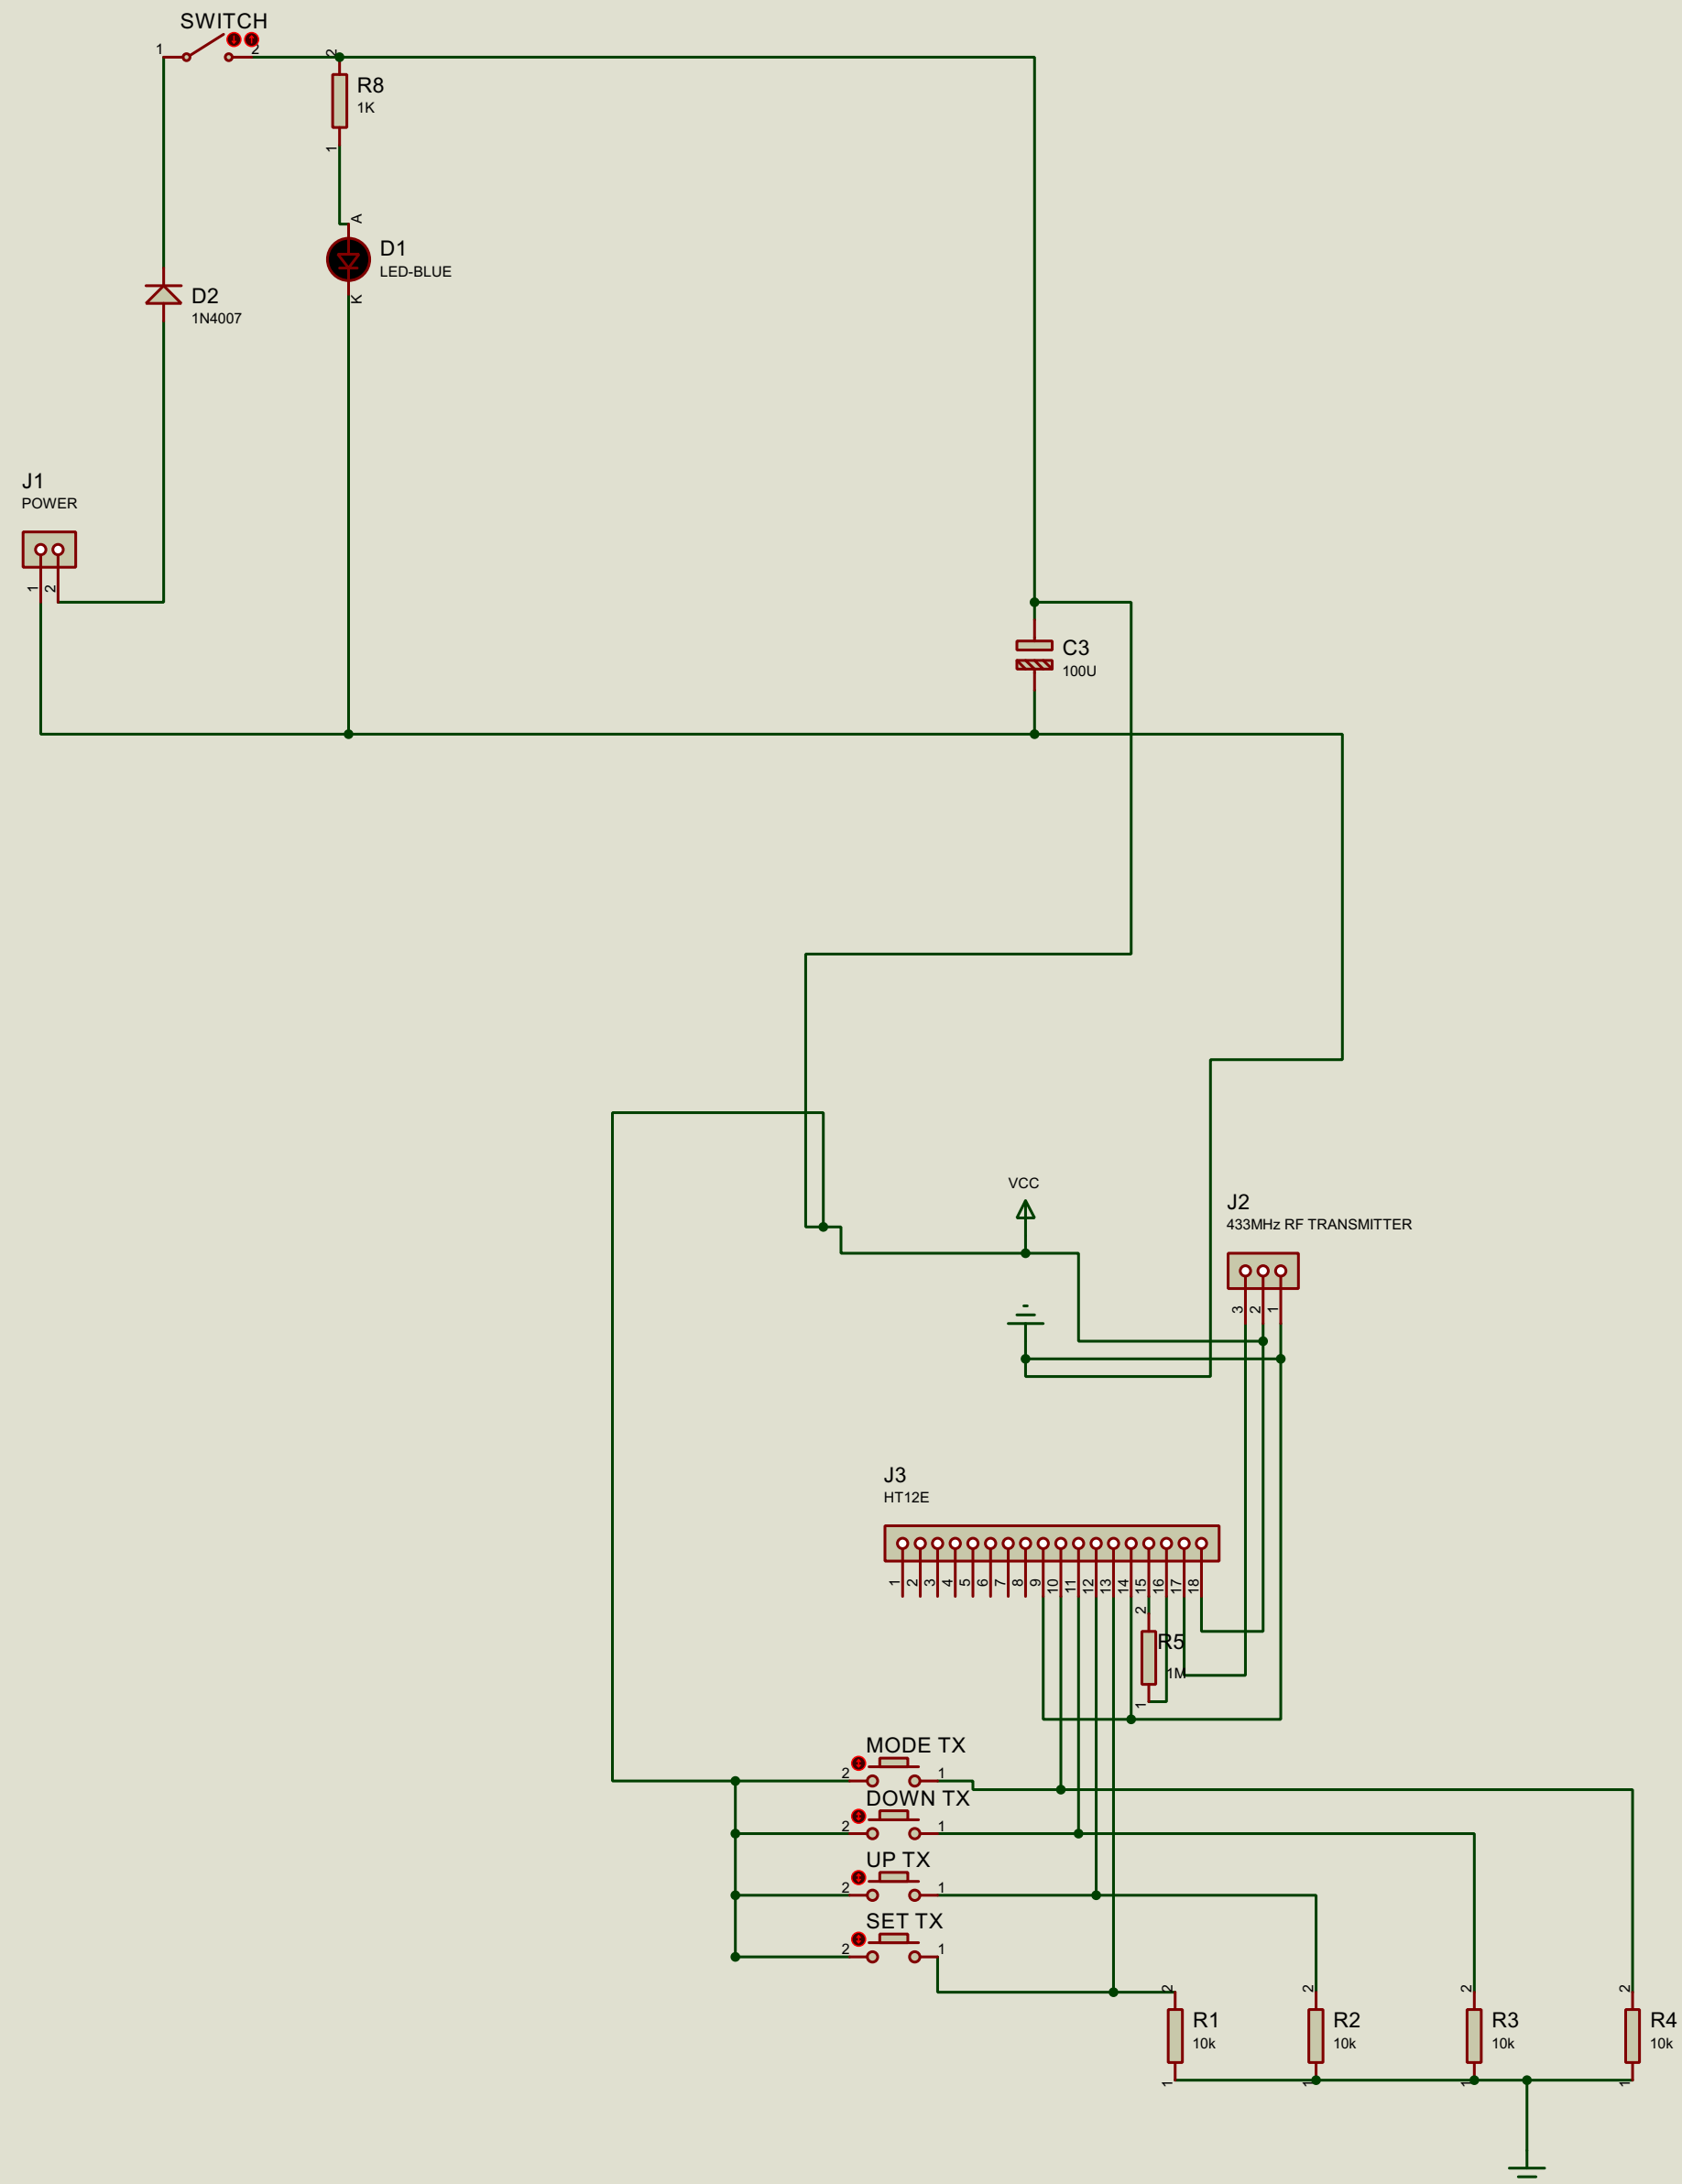 SWITCH
1
2
2
R8
1K
1
A
D1
LED-BLUE
K
D2
1N4007
J1
POWER
1
2
C3
100U
VCC
J2
433MHz RF TRANSMITTER
3
2
1
J3
HT12E
1
2
3
4
5
6
7
8
9
10
11
12
13
14
15
16
17
18
2
R5
1M
1
MODE TX
2
1
DOWN TX
2
1
UP TX
2
1
SET TX
2
1
2
R1
10k
1
2
R2
10k
1
2
R3
10k
1
2
R4
10k
1